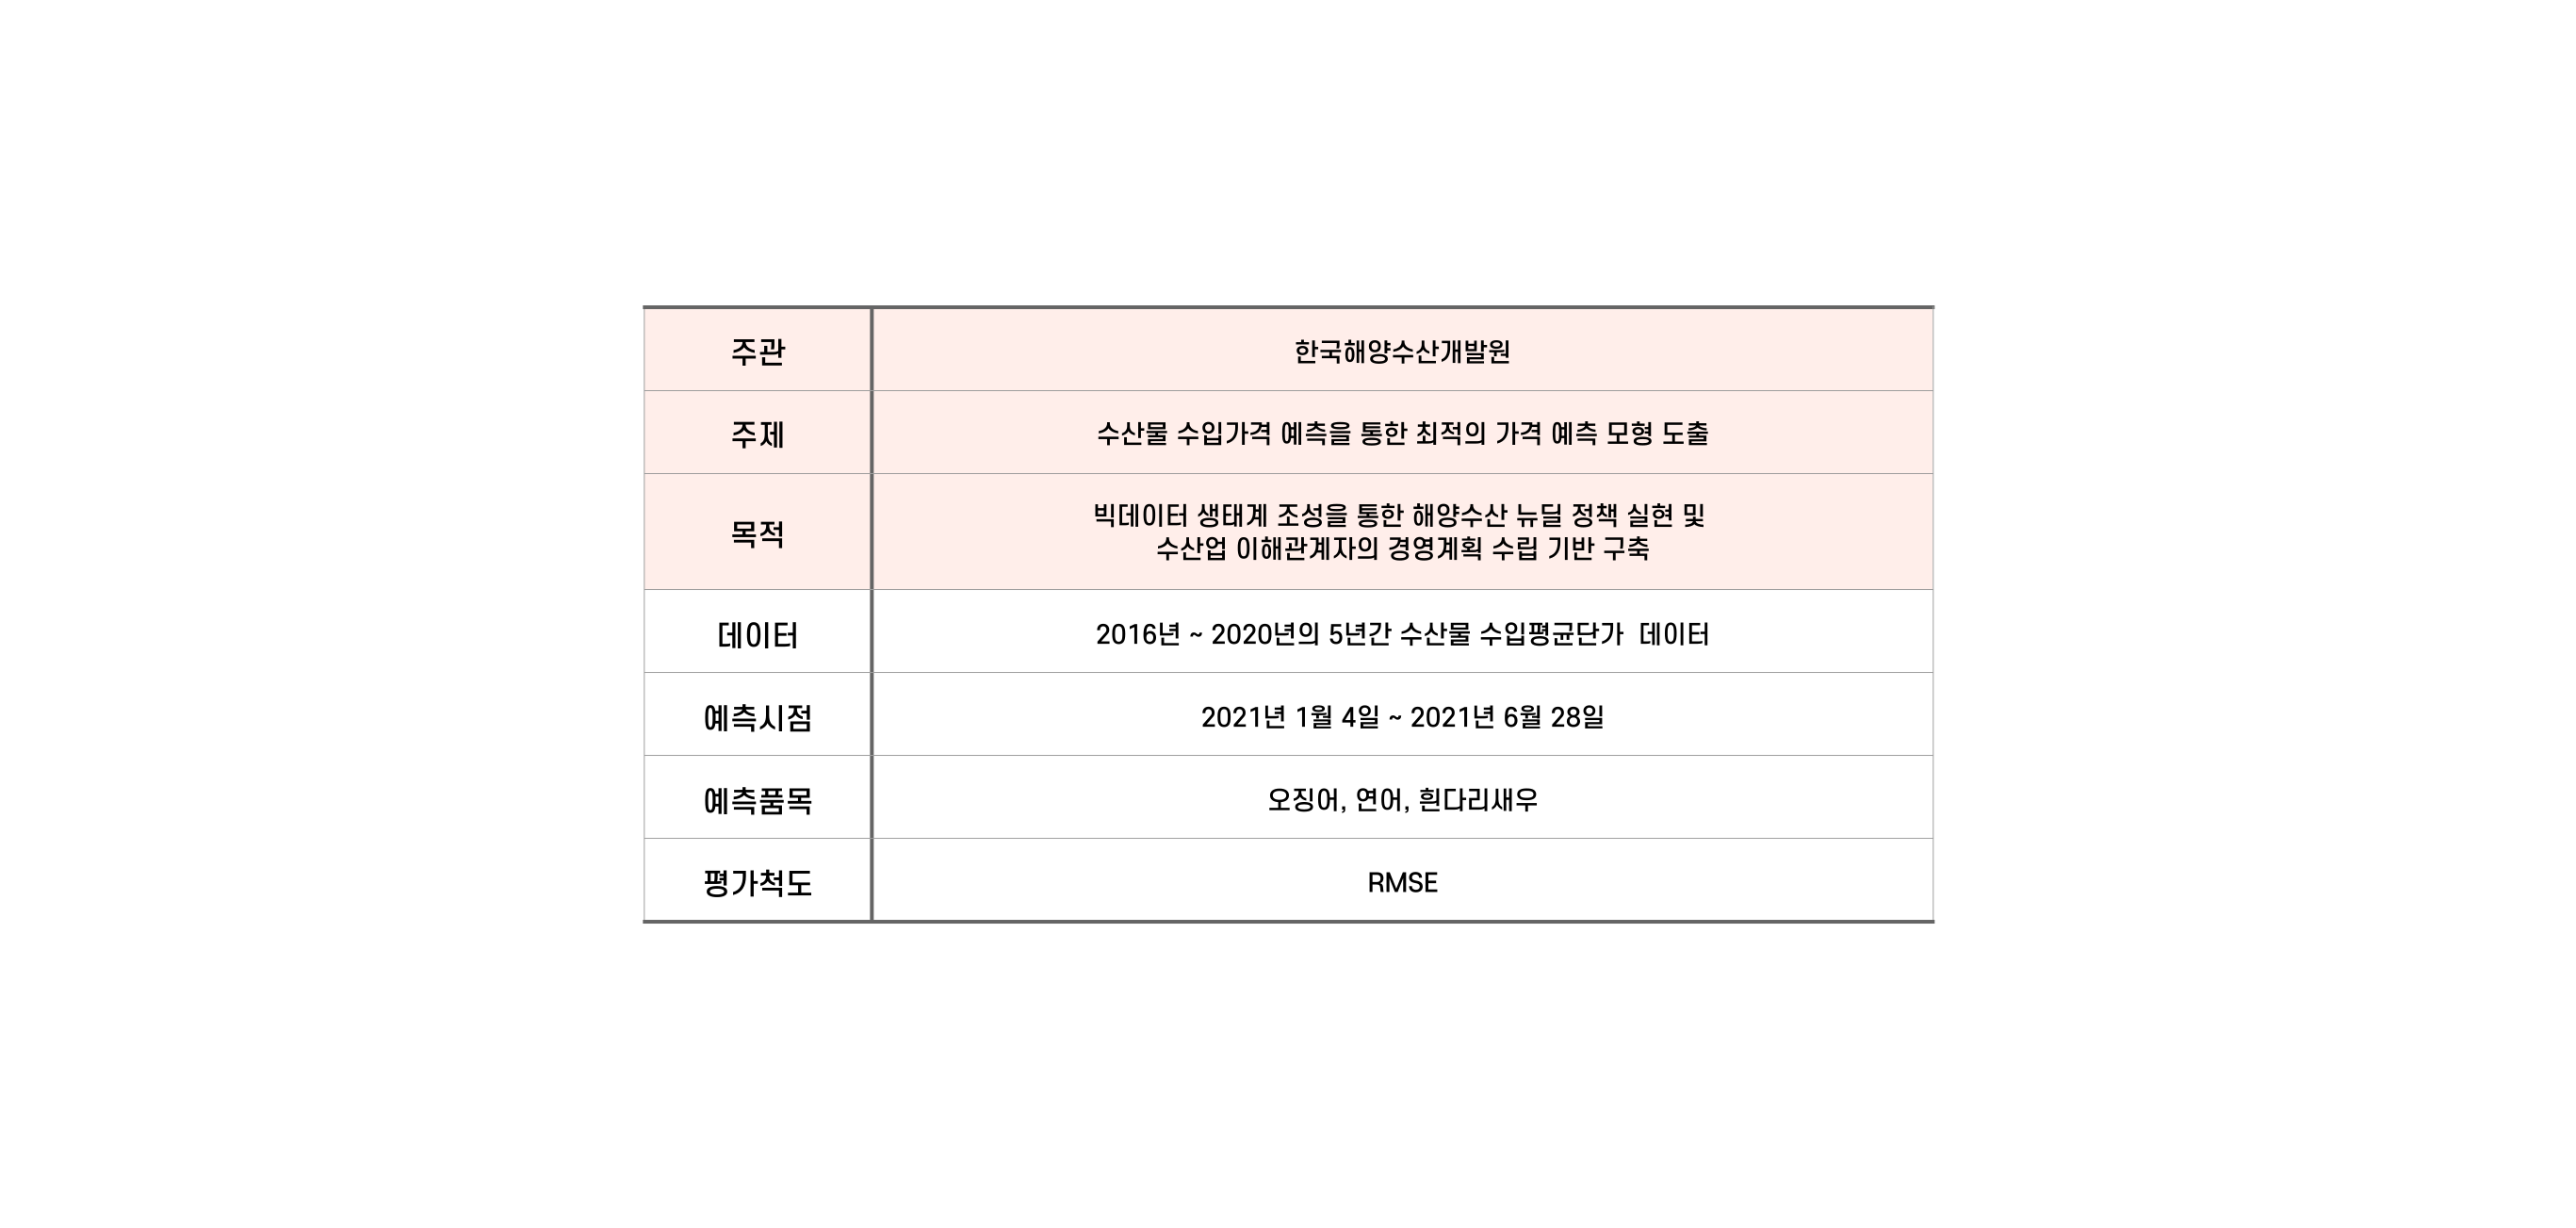 주관
한국해양수산개발원
주제
수산물 수입가격 예측을 통한 최적의 가격 예측 모형 도출
목적
빅데이터 생태계 조성을 통한 해양수산 뉴딜 정책 실현 및
수산업 이해관계자의 경영계획 수립 기반 구축
데이터
2016년 ~ 2020년의 5년간 수산물 수입평균단가 데이터
예측시점
2021년 1월 4일 ~ 2021년 6월 28일
예측품목
오징어, 연어, 흰다리새우
평가척도
RMSE